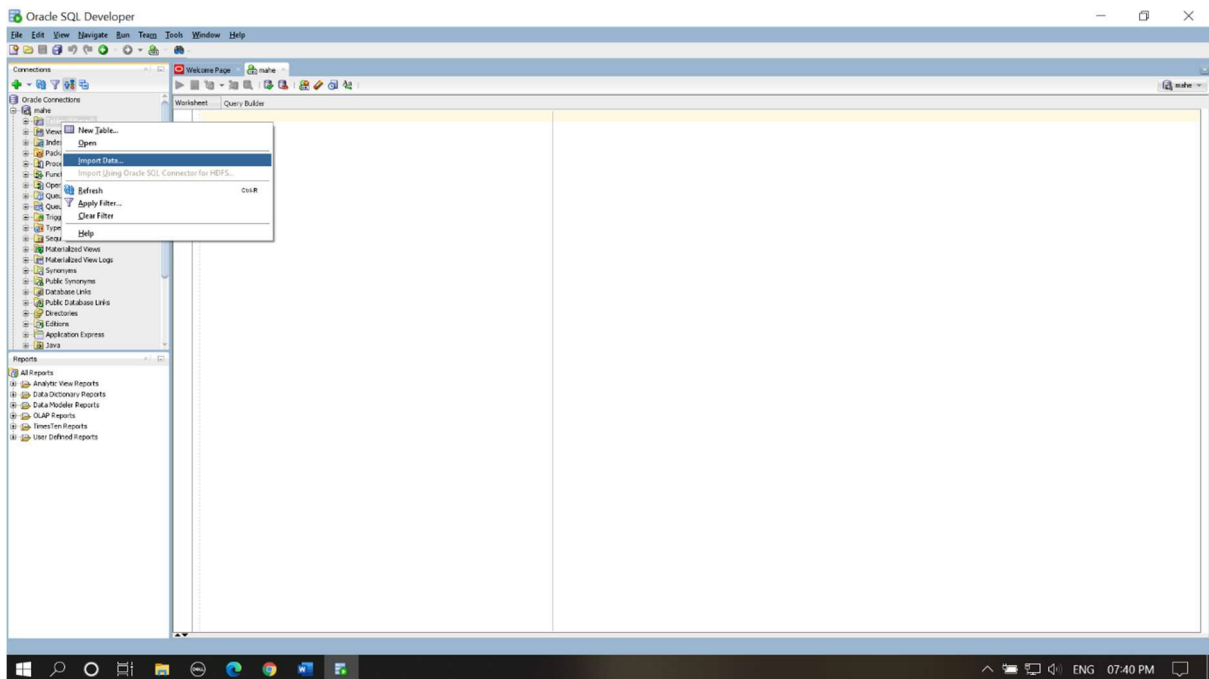 Oracle SQL Developer
File Edit View Navigate Run Team Tools Window Help
Connections
Welcome Page
mahe
mahe
Oracle Connections
Worksheet Query Builder
mahe
New Table...
Open
Import Data...
Import Using Oracle SQL Connector for HDFS...
Refresh Ctrl-R
Apply Filter...
Clear Filter
Help
Materialized Views
Materialized View Logs
Synonyms
Public Synonyms
Database Links
Public Database Links
Directories
Editions
Application Express
Java
Reports
All Reports
Analytic View Reports
Data Dictionary Reports
Data Modeler Reports
OLAP Reports
TimesTen Reports
User Defined Reports
DELL
ENG 07:40 PM